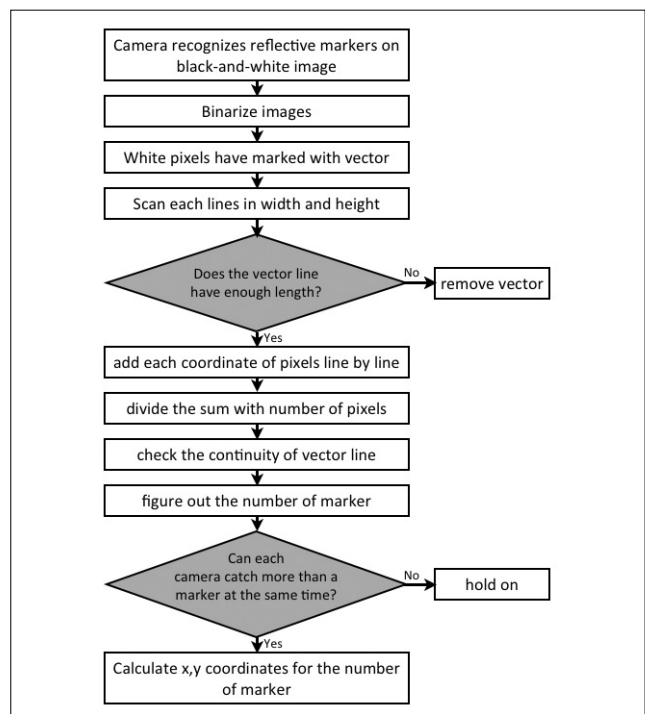 Camera recognizes reflective markers on
black-and-white image
Binarize images
White pixels have marked with vector
Scan each lines in width and height
Does the vector line
have enough length?
No
remove vector
Yes
add each coordinate of pixels line by line
divide the sum with number of pixels
check the continuity of vector line
figure out the number of marker
Can each
camera catch more than a
marker at the same time?
No
hold on
Yes
Calculate x,y coordinates for the number
of marker